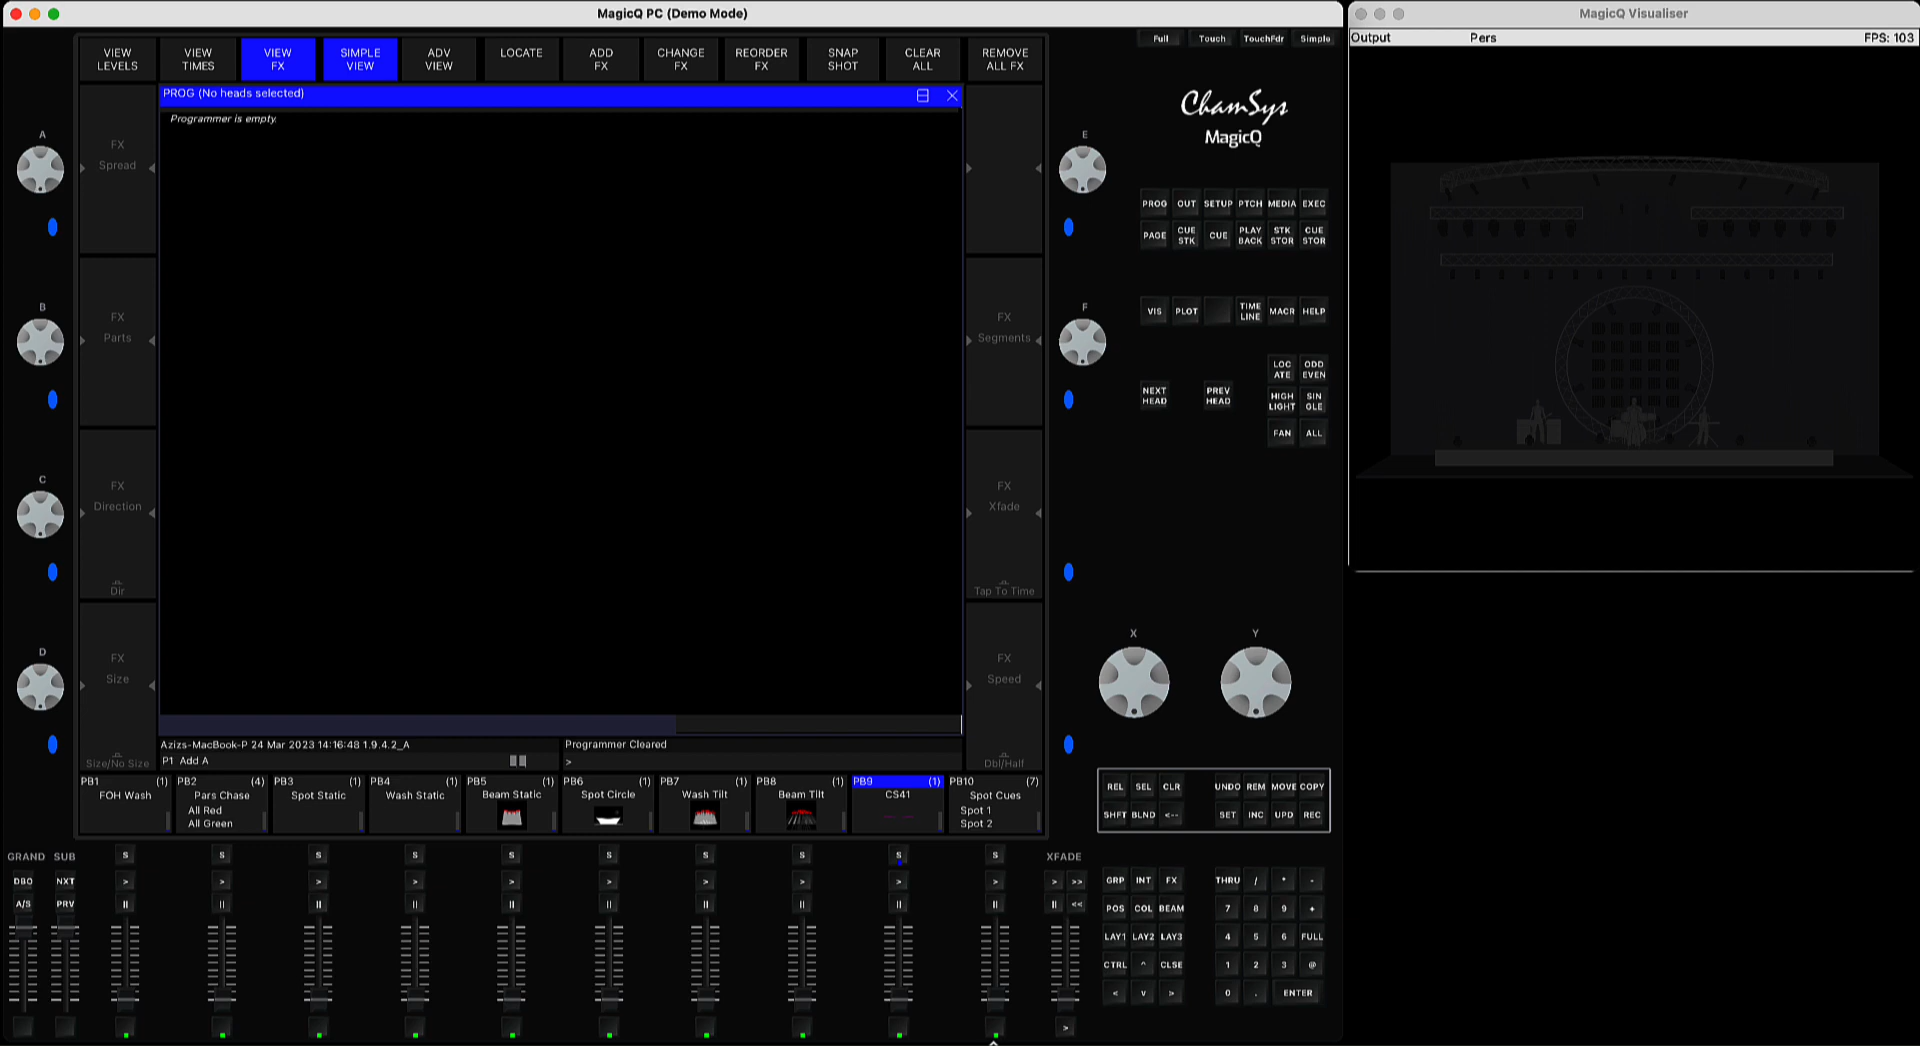 MagicQ PC (Demo Mode)
MagicQ Visualiser
Output Pers FPS: 103
VIEW LEVELS
VIEW TIMES
VIEW FX
SIMPLE VIEW
ADV VIEW
LOCATE
ADD FX
CHANGE FX
REORDER FX
SNAP SHOT
CLEAR ALL
REMOVE ALL FX
Full Touch TouchFdr Simple
PROG (No heads selected)
Programmer is empty.
A
FX
Spread
B
FX
Parts
C
FX
Direction
Dir
D
FX
Size
Size/No Size
E
F
FX
Segments
FX
Xfade
Tap To Time
FX
Speed
Dbl/Half
ChamSys
MagicQ
PROG OUT SETUP PTCH MEDIA EXEC
PAGE CUE STK CUE PLAY BACK STK STOR CUE STOR
VIS PLOT TIME LINE MACR HELP
LOC ATE ODD EVEN
NEXT HEAD PREV HEAD HIGH LIGHT SIN GLE
FAN ALL
X Y
Azizs-MacBook-P 24 Mar 2023 14:16:48 1.9.4.2_A
Programmer Cleared
P1 Add A
>
PB1 (1)
FOH Wash
PB2 (4)
Pars Chase
All Red
All Green
PB3 (1)
Spot Static
PB4 (1)
Wash Static
PB5 (1)
Beam Static
PB6 (1)
Spot Circle
PB7 (1)
Wash Tilt
PB8 (1)
Beam Tilt
PB9 (1)
CS41
PB10 (7)
Spot Cues
Spot 1
Spot 2
REL SEL CLR UNDO REM MOVE COPY
SHFT BLND <-- SET INC UPD REC
GRAND SUB S S S S S S S S S S XFADE
DBO NXT > > > > > > > > > > > >>
A/S PRV II II II II II II II II II II II <<
>
GRP INT FX THRU / * -
POS COL BEAM 7 8 9 +
LAY1 LAY2 LAY3 4 5 6 FULL
CTRL ^ CLSE 1 2 3 @
< v > 0 . ENTER